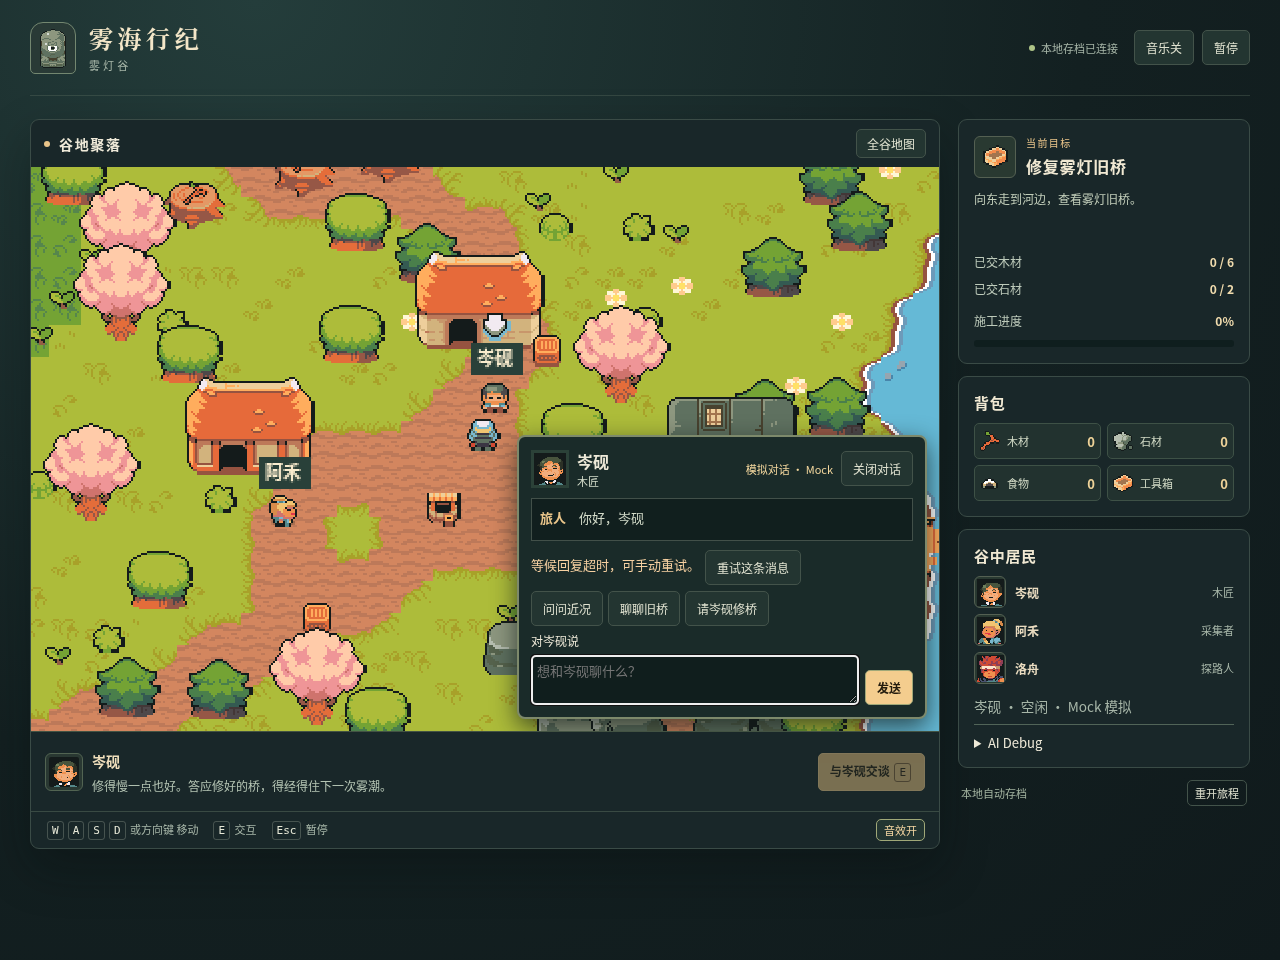 雾海行纪
雾灯谷
本地存档已连接
音乐关
暂停
谷地聚落
全谷地图
岑砚
阿禾
岑砚
木匠
模拟对话 · Mock
关闭对话
旅人 你好，岑砚
等候回复超时，可手动重试。
重试这条消息
问问近况
聊聊旧桥
请岑砚修桥
对岑砚说
想和岑砚聊什么？
发送
岑砚
修得慢一点也好。答应修好的桥，得经得住下一次雾潮。
与岑砚交谈 E
W A S D 或方向键 移动 E 交互 Esc 暂停
音效开
当前目标
修复雾灯旧桥
向东走到河边，查看雾灯旧桥。
已交木材 0 / 6
已交石材 0 / 2
施工进度 0%
背包
木材 0
石材 0
食物 0
工具箱 0
谷中居民
岑砚 木匠
阿禾 采集者
洛舟 探路人
岑砚 · 空闲 · Mock 模拟
AI Debug
本地自动存档
重开旅程